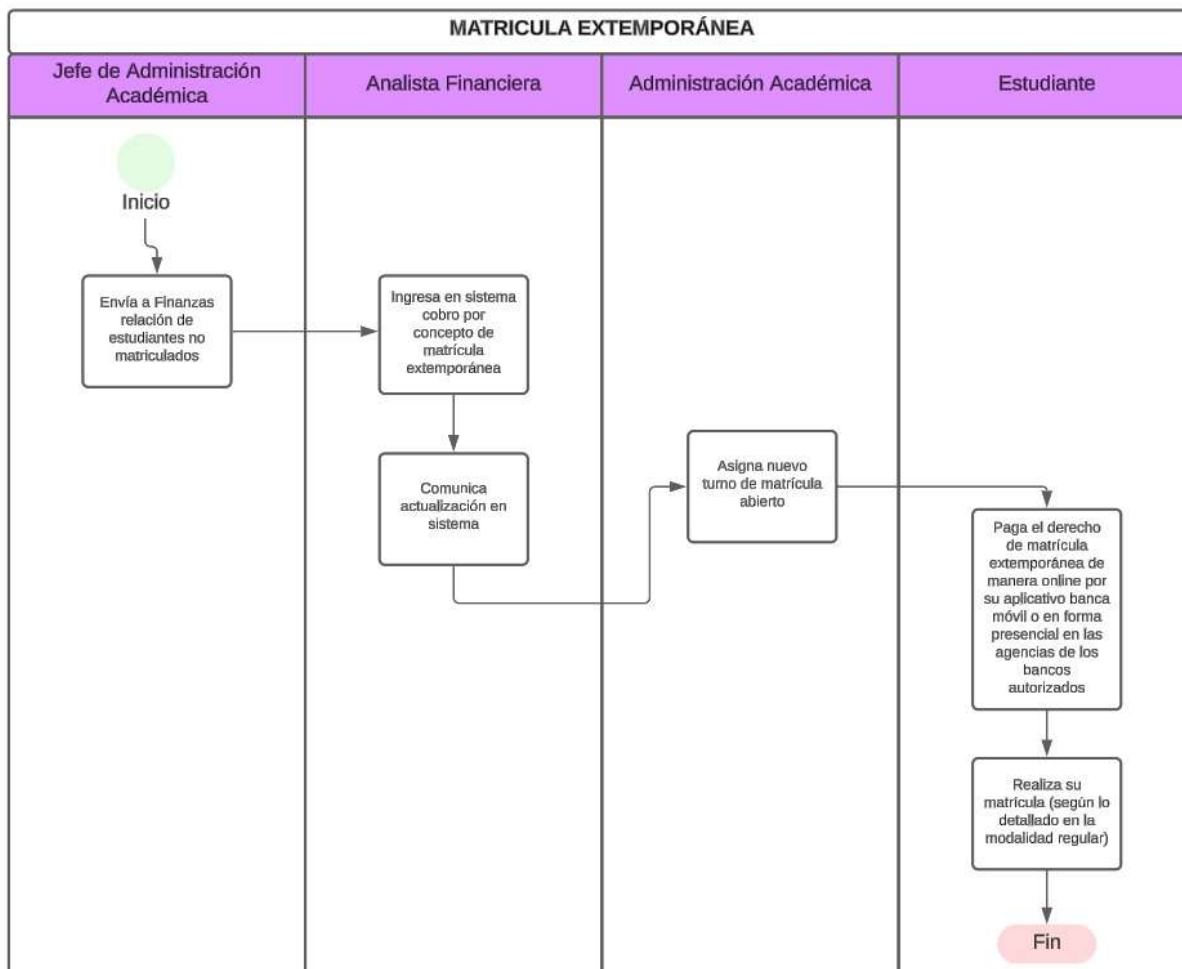 MATRICULA EXTEMPORÁNEA
Jefe de Administración
Académica
Analista Financiera
Administración Académica
Estudiante
Inicio
Envía a Finanzas
relación de
estudiantes no
matriculados
Ingresa en sistema
cobro por
concepto de
matrícula
extemporánea
Comunica
actualización en
sistema
Asigna nuevo
turno de matrícula
abierto
Paga el derecho
de matrícula
extemporánea de
manera online por
su aplicativo banca
móvil o en forma
presencial en las
agencias de los
bancos
autorizados
Realiza su
matrícula (según lo
detallado en la
modalidad regular)
Fin